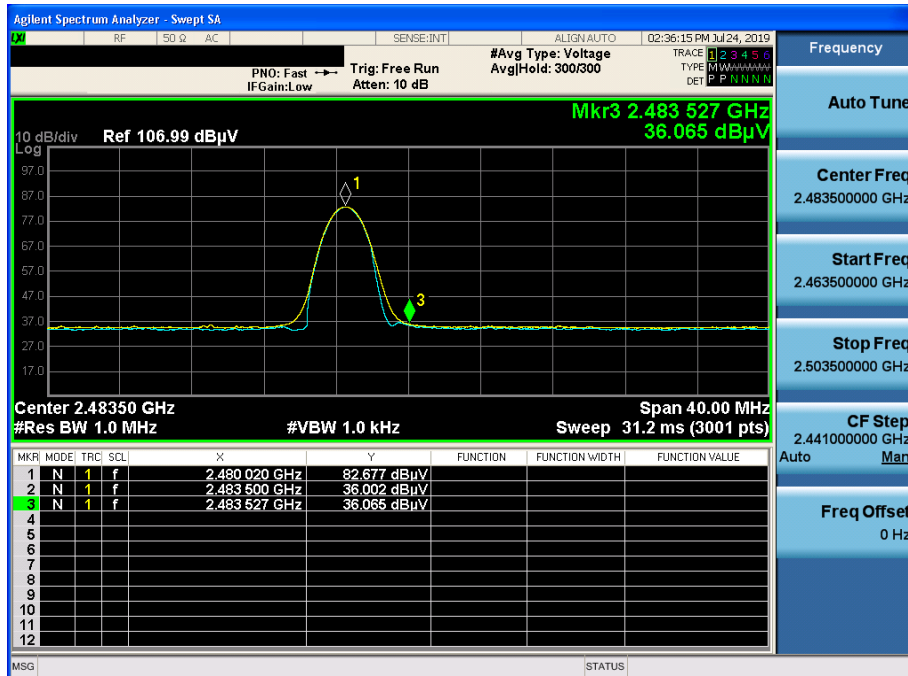 Agilent Spectrum Analyzer - Swept SA
LXI RF 50 Ω AC SENSE:INT ALIGN AUTO 02:36:15 PM Jul 24, 2019
PNO: Fast
IFGain:Low
Trig: Free Run
Atten: 10 dB
#Avg Type: Voltage
Avg|Hold: 300/300
TRACE 1 2 3 4 5 6
TYPE M WWWWW
DET P P N N N N
Mkr3 2.483 527 GHz
36.065 dBµV
10 dB/div Ref 106.99 dBµV
Log
97.0
87.0
77.0
67.0
57.0
47.0
37.0
27.0
17.0
1
3
Center 2.48350 GHz Span 40.00 MHz
#Res BW 1.0 MHz #VBW 1.0 kHz Sweep 31.2 ms (3001 pts)
MKR MODE TRC SCL X Y FUNCTION FUNCTION WIDTH FUNCTION VALUE
1 N 1 f 2.480 020 GHz 82.677 dBµV
2 N 1 f 2.483 500 GHz 36.002 dBµV
3 N 1 f 2.483 527 GHz 36.065 dBµV
4
5
6
7
8
9
10
11
12
MSG STATUS
Frequency
Auto Tune
Center Freq
2.483500000 GHz
Start Freq
2.463500000 GHz
Stop Freq
2.503500000 GHz
CF Step
2.441000000 GHz
Auto Man
Freq Offset
0 Hz